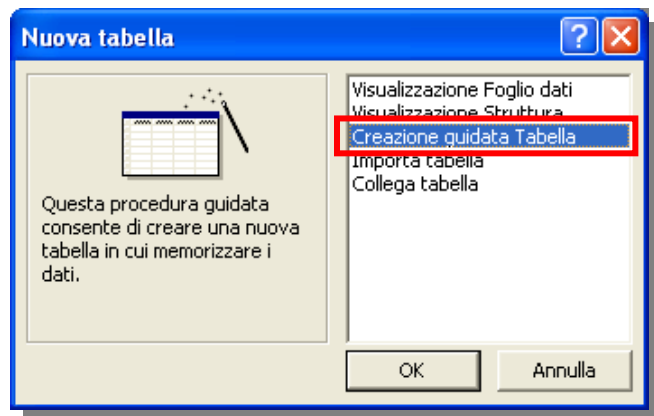 Nuova tabella
Questa procedura guidata
consente di creare una nuova
tabella in cui memorizzare i
dati.
Visualizzazione Foglio dati
Visualizzazione Struttura
Creazione guidata Tabella
Importa tabella
Collega tabella
OK
Annulla